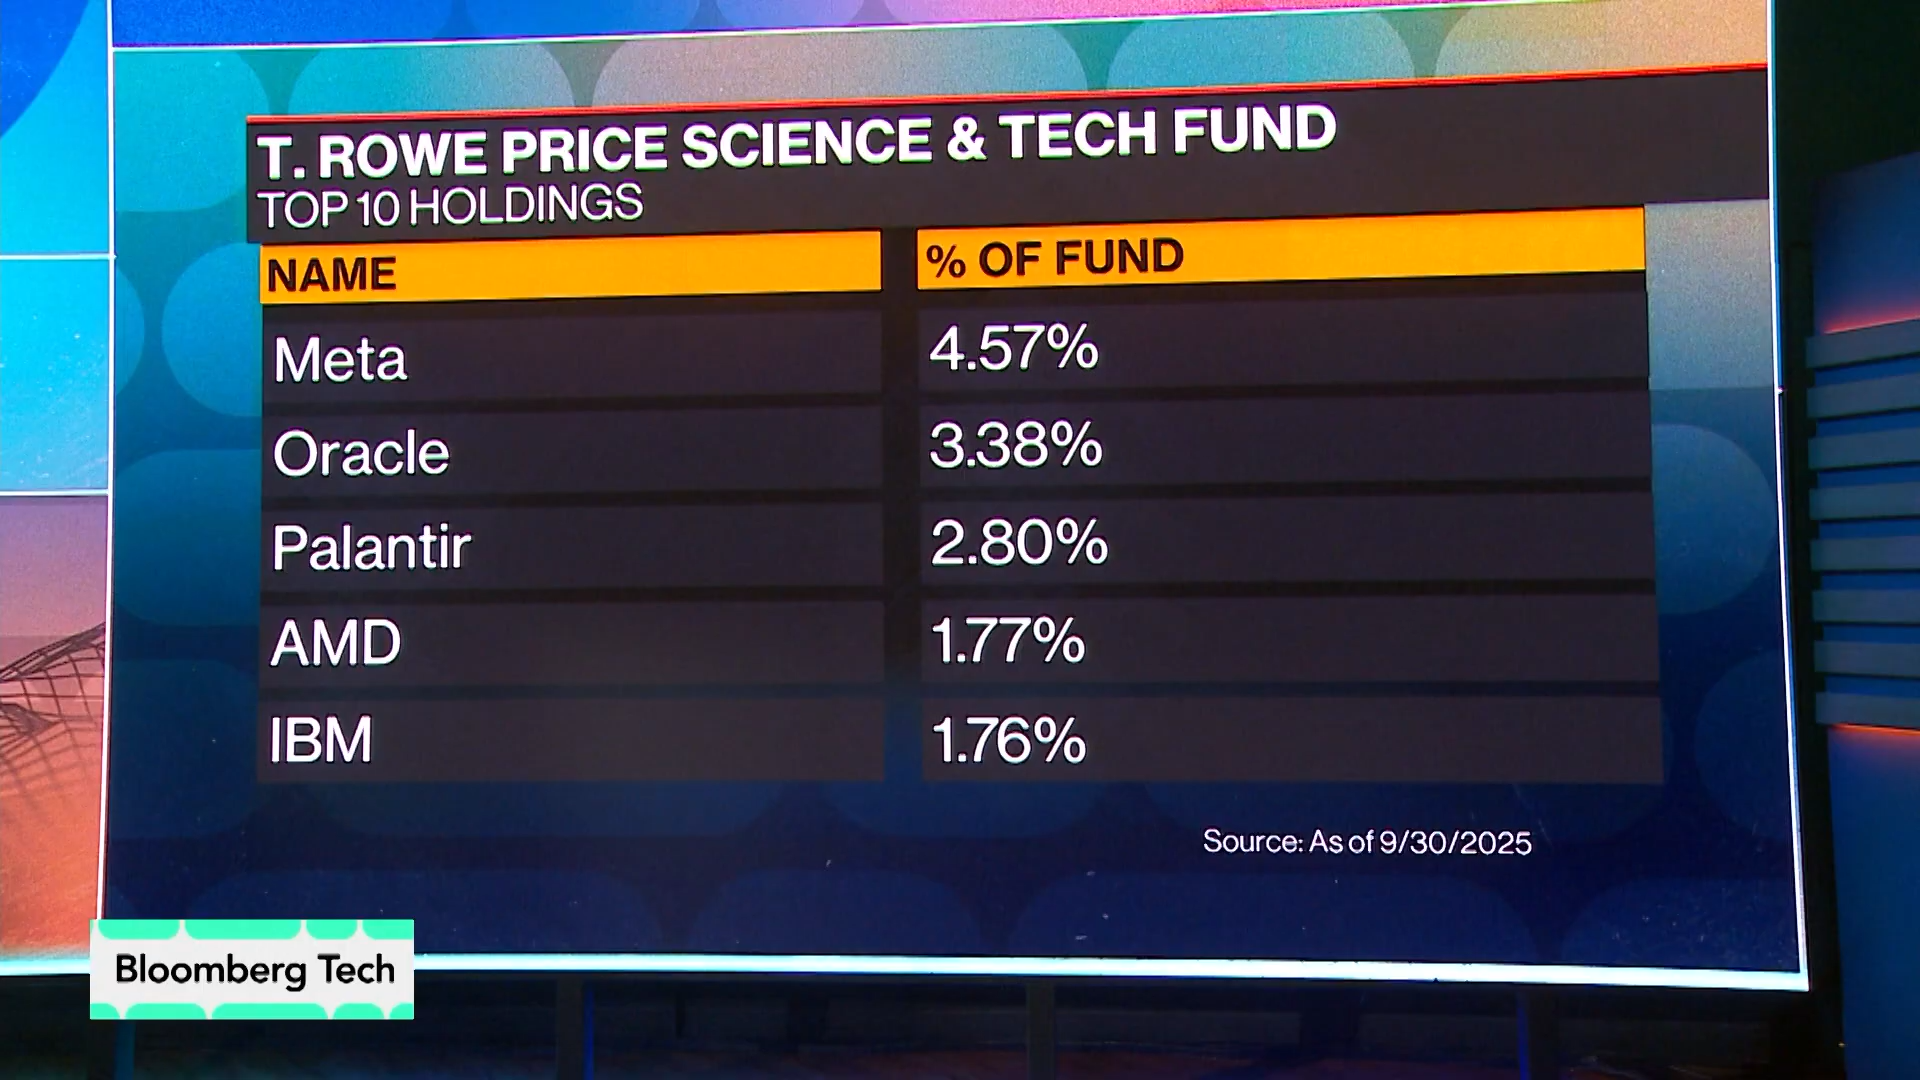 T. ROWE PRICE SCIENCE & TECH FUND
TOP 10 HOLDINGS
NAME % OF FUND
Meta 4.57%
Oracle 3.38%
Palantir 2.80%
AMD 1.77%
IBM 1.76%
Source: As of 9/30/2025
Bloomberg Tech